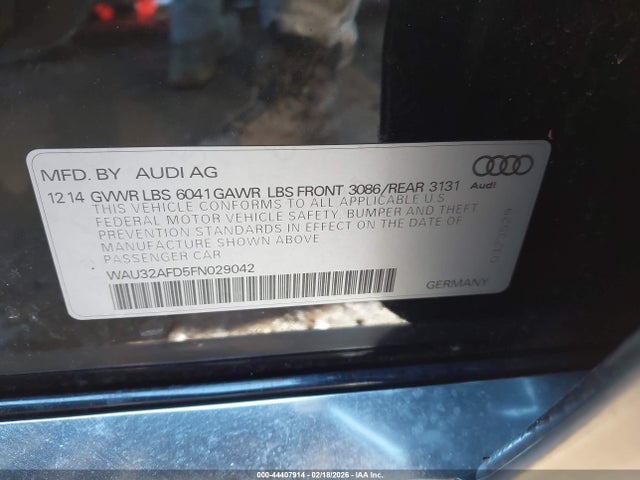 MFD. BY AUDI AG
12 14 GVWR LBS 6041 GAWR LBS FRONT 3086/REAR 3131
Audi
THIS VEHICLE CONFORMS TO ALL APPLICABLE U.S
FEDERAL MOTOR VEHICLE SAFETY, BUMPER AND THEFT
PREVENTION STANDARDS IN EFFECT ON THE DATE OF
MANUFACTURE SHOWN ABOVE
PASSENGER CAR
WAU32AFD5FN029042
GERMANY
000-44407914 - 02/18/2026 - IAA Inc.